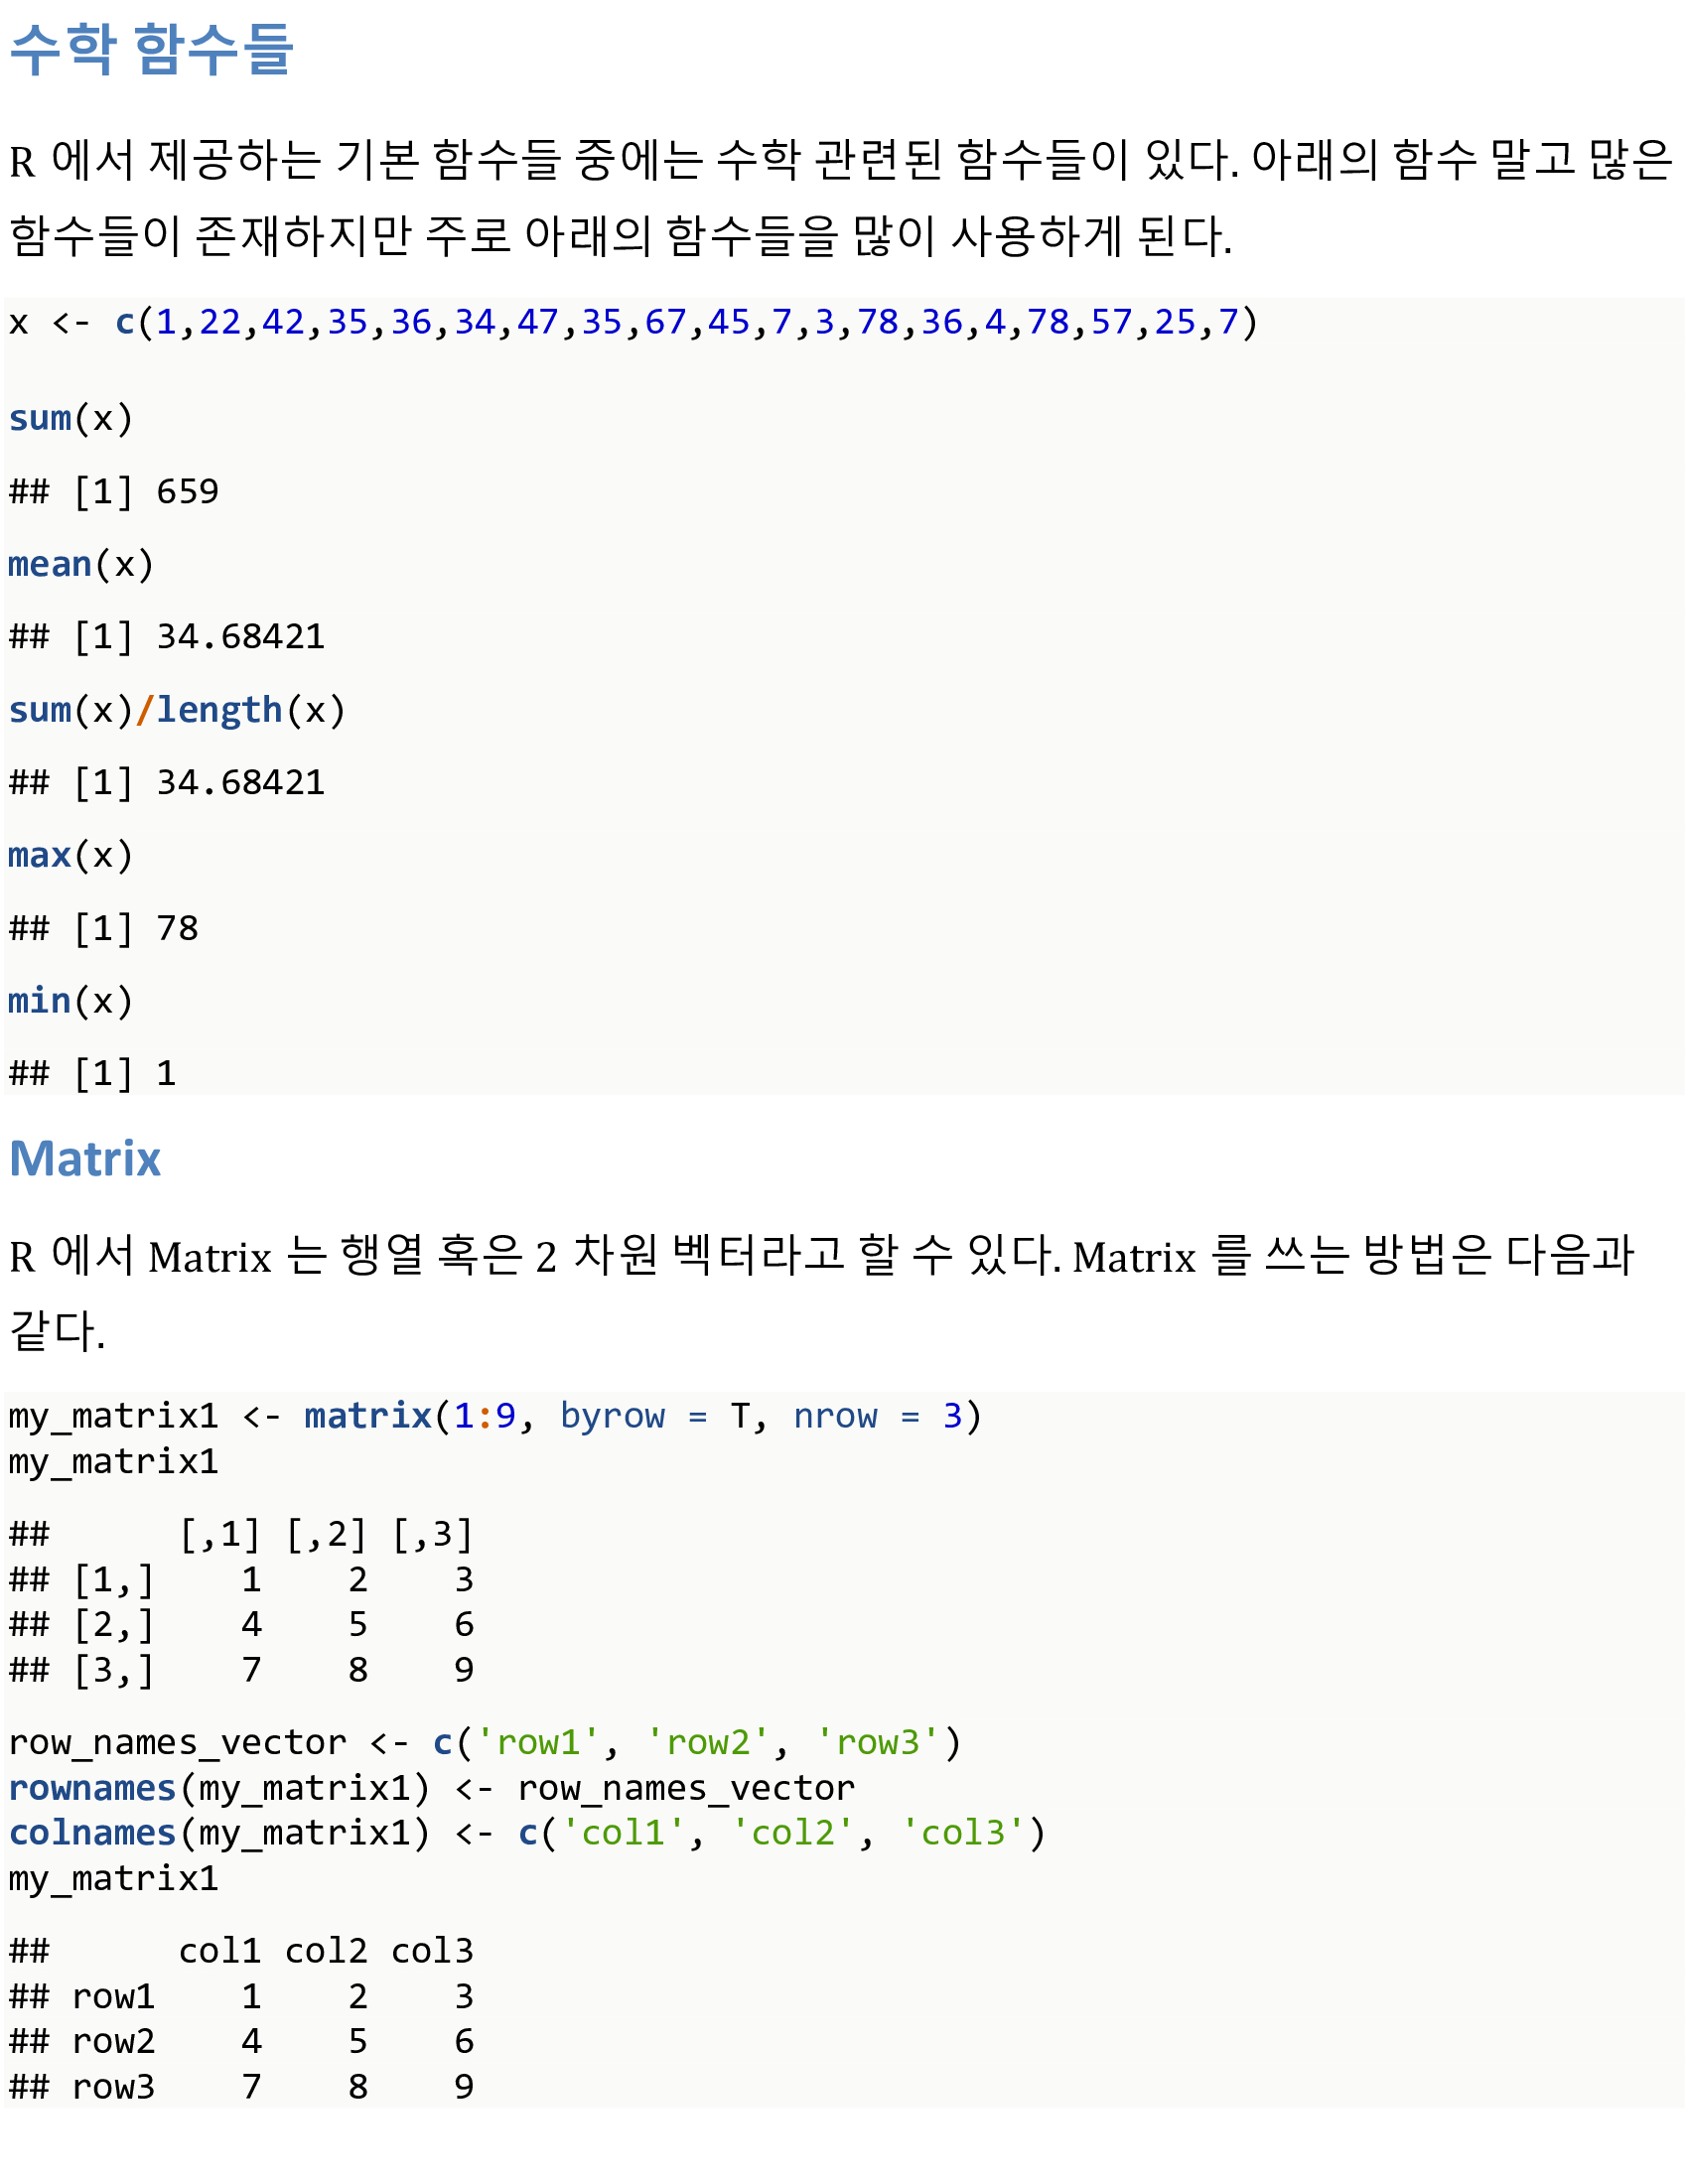 수학 함수들
R 에서 제공하는 기본 함수들 중에는 수학 관련된 함수들이 있다. 아래의 함수 말고 많은
함수들이 존재하지만 주로 아래의 함수들을 많이 사용하게 된다.
x <- c(1,22,42,35,36,34,47,35,67,45,7,3,78,36,4,78,57,25,7)
sum(x)
## [1] 659
mean(x)
## [1] 34.68421
sum(x)/length(x)
## [1] 34.68421
max(x)
## [1] 78
min(x)
## [1] 1
Matrix
R 에서 Matrix 는 행열 혹은 2 차원 벡터라고 할 수 있다. Matrix 를 쓰는 방법은 다음과
같다.
my_matrix1 <- matrix(1:9, byrow = T, nrow = 3)
my_matrix1
##      [,1] [,2] [,3]
## [1,]    1    2    3
## [2,]    4    5    6
## [3,]    7    8    9
row_names_vector <- c('row1', 'row2', 'row3')
rownames(my_matrix1) <- row_names_vector
colnames(my_matrix1) <- c('col1', 'col2', 'col3')
my_matrix1
##      col1 col2 col3
## row1    1    2    3
## row2    4    5    6
## row3    7    8    9